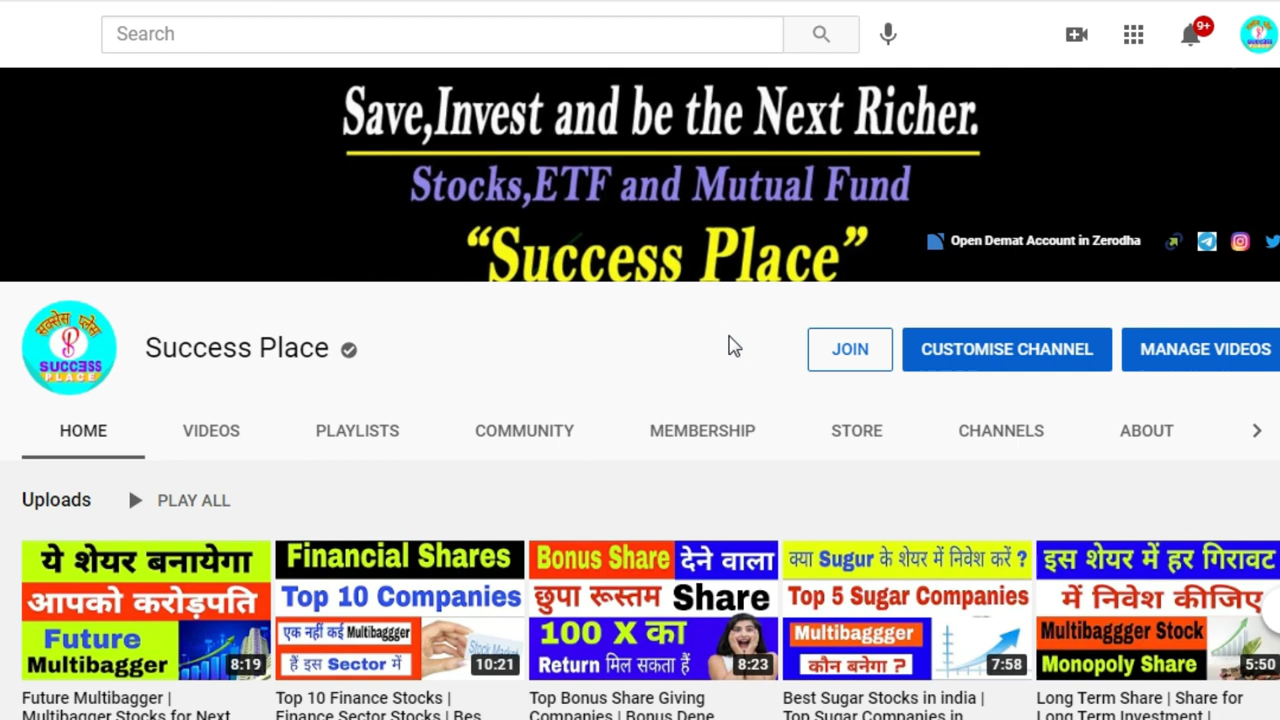 Search
9+
Save,Invest and be the Next Richer.
Stocks,ETF and Mutual Fund
“Success Place”
Open Demat Account in Zerodha
सक्सेस प्लेस
SUCCESS
PLACE
Success Place
JOIN
CUSTOMISE CHANNEL
MANAGE VIDEOS
HOME
VIDEOS
PLAYLISTS
COMMUNITY
MEMBERSHIP
STORE
CHANNELS
ABOUT
Uploads
PLAY ALL
ये शेयर बनायेगा
आपको करोड़पति
Future
Multibagger
8:19
Future Multibagger |
Multibagger Stocks for Next
Financial Shares
Top 10 Companies
एक नहीं कई Multibaggger
हैं इस Sector में
10:21
Top 10 Finance Stocks |
Finance Sector Stocks | Bes
Bonus Share देने वाला
छुपा रूस्तम Share
100 X का
Return मिल सकता हैं
8:23
Top Bonus Share Giving
Companies | Bonus Dene
क्या Sugur के शेयर में निवेश करें ?
Top 5 Sugar Companies
Multibaggger
कौन बनेगा ?
7:58
Best Sugar Stocks in india |
Top Sugar Companies in
इस शेयर में हर गिरावट
में निवेश कीजिए
Multibaggger Stock
Monopoly Share
5:50
Long Term Share | Share for
Long Term Investment |